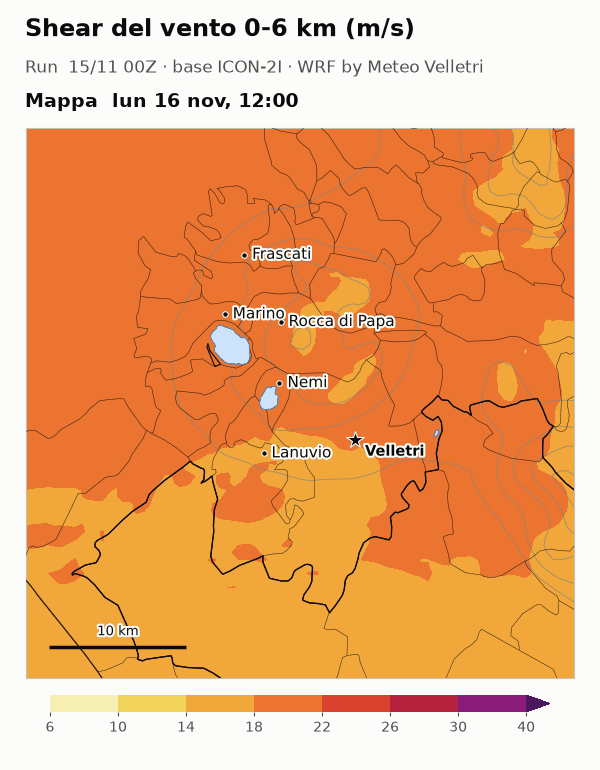 Shear del vento 0-6 km (m/s)
Run  15/11 00Z · base ICON-2I · WRF by Meteo Velletri
Mappa  lun 16 nov, 12:00
Frascati
Marino
Rocca di Papa
Nemi
Velletri
Lanuvio
10 km
6 10 14 18 22 26 30 40